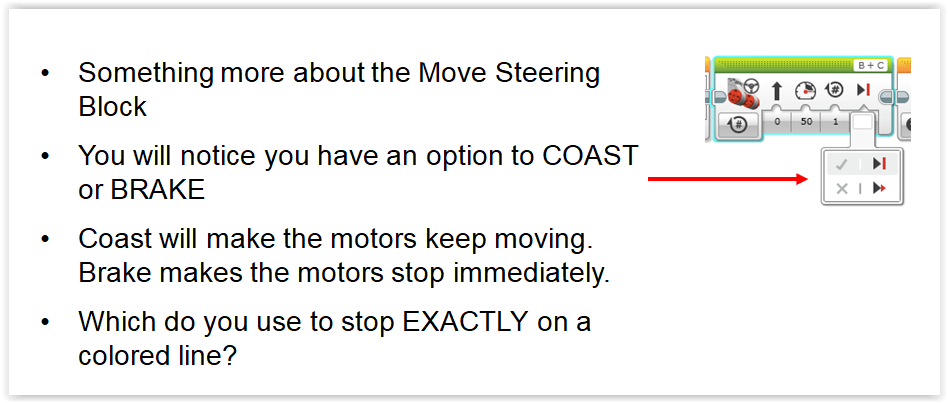 • Something more about the Move Steering
Block
• You will notice you have an option to COAST
or BRAKE
• Coast will make the motors keep moving.
Brake makes the motors stop immediately.
• Which do you use to stop EXACTLY on a
colored line?
B + C
#
# 0 50 1